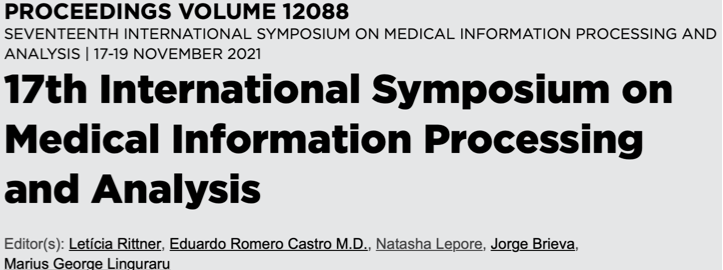 PROCEEDINGS VOLUME 12088
SEVENTEENTH INTERNATIONAL SYMPOSIUM ON MEDICAL INFORMATION PROCESSING AND
ANALYSIS | 17-19 NOVEMBER 2021
17th International Symposium on
Medical Information Processing
and Analysis
Editor(s): Letícia Rittner, Eduardo Romero Castro M.D., Natasha Lepore, Jorge Brieva,
Marius George Linguraru